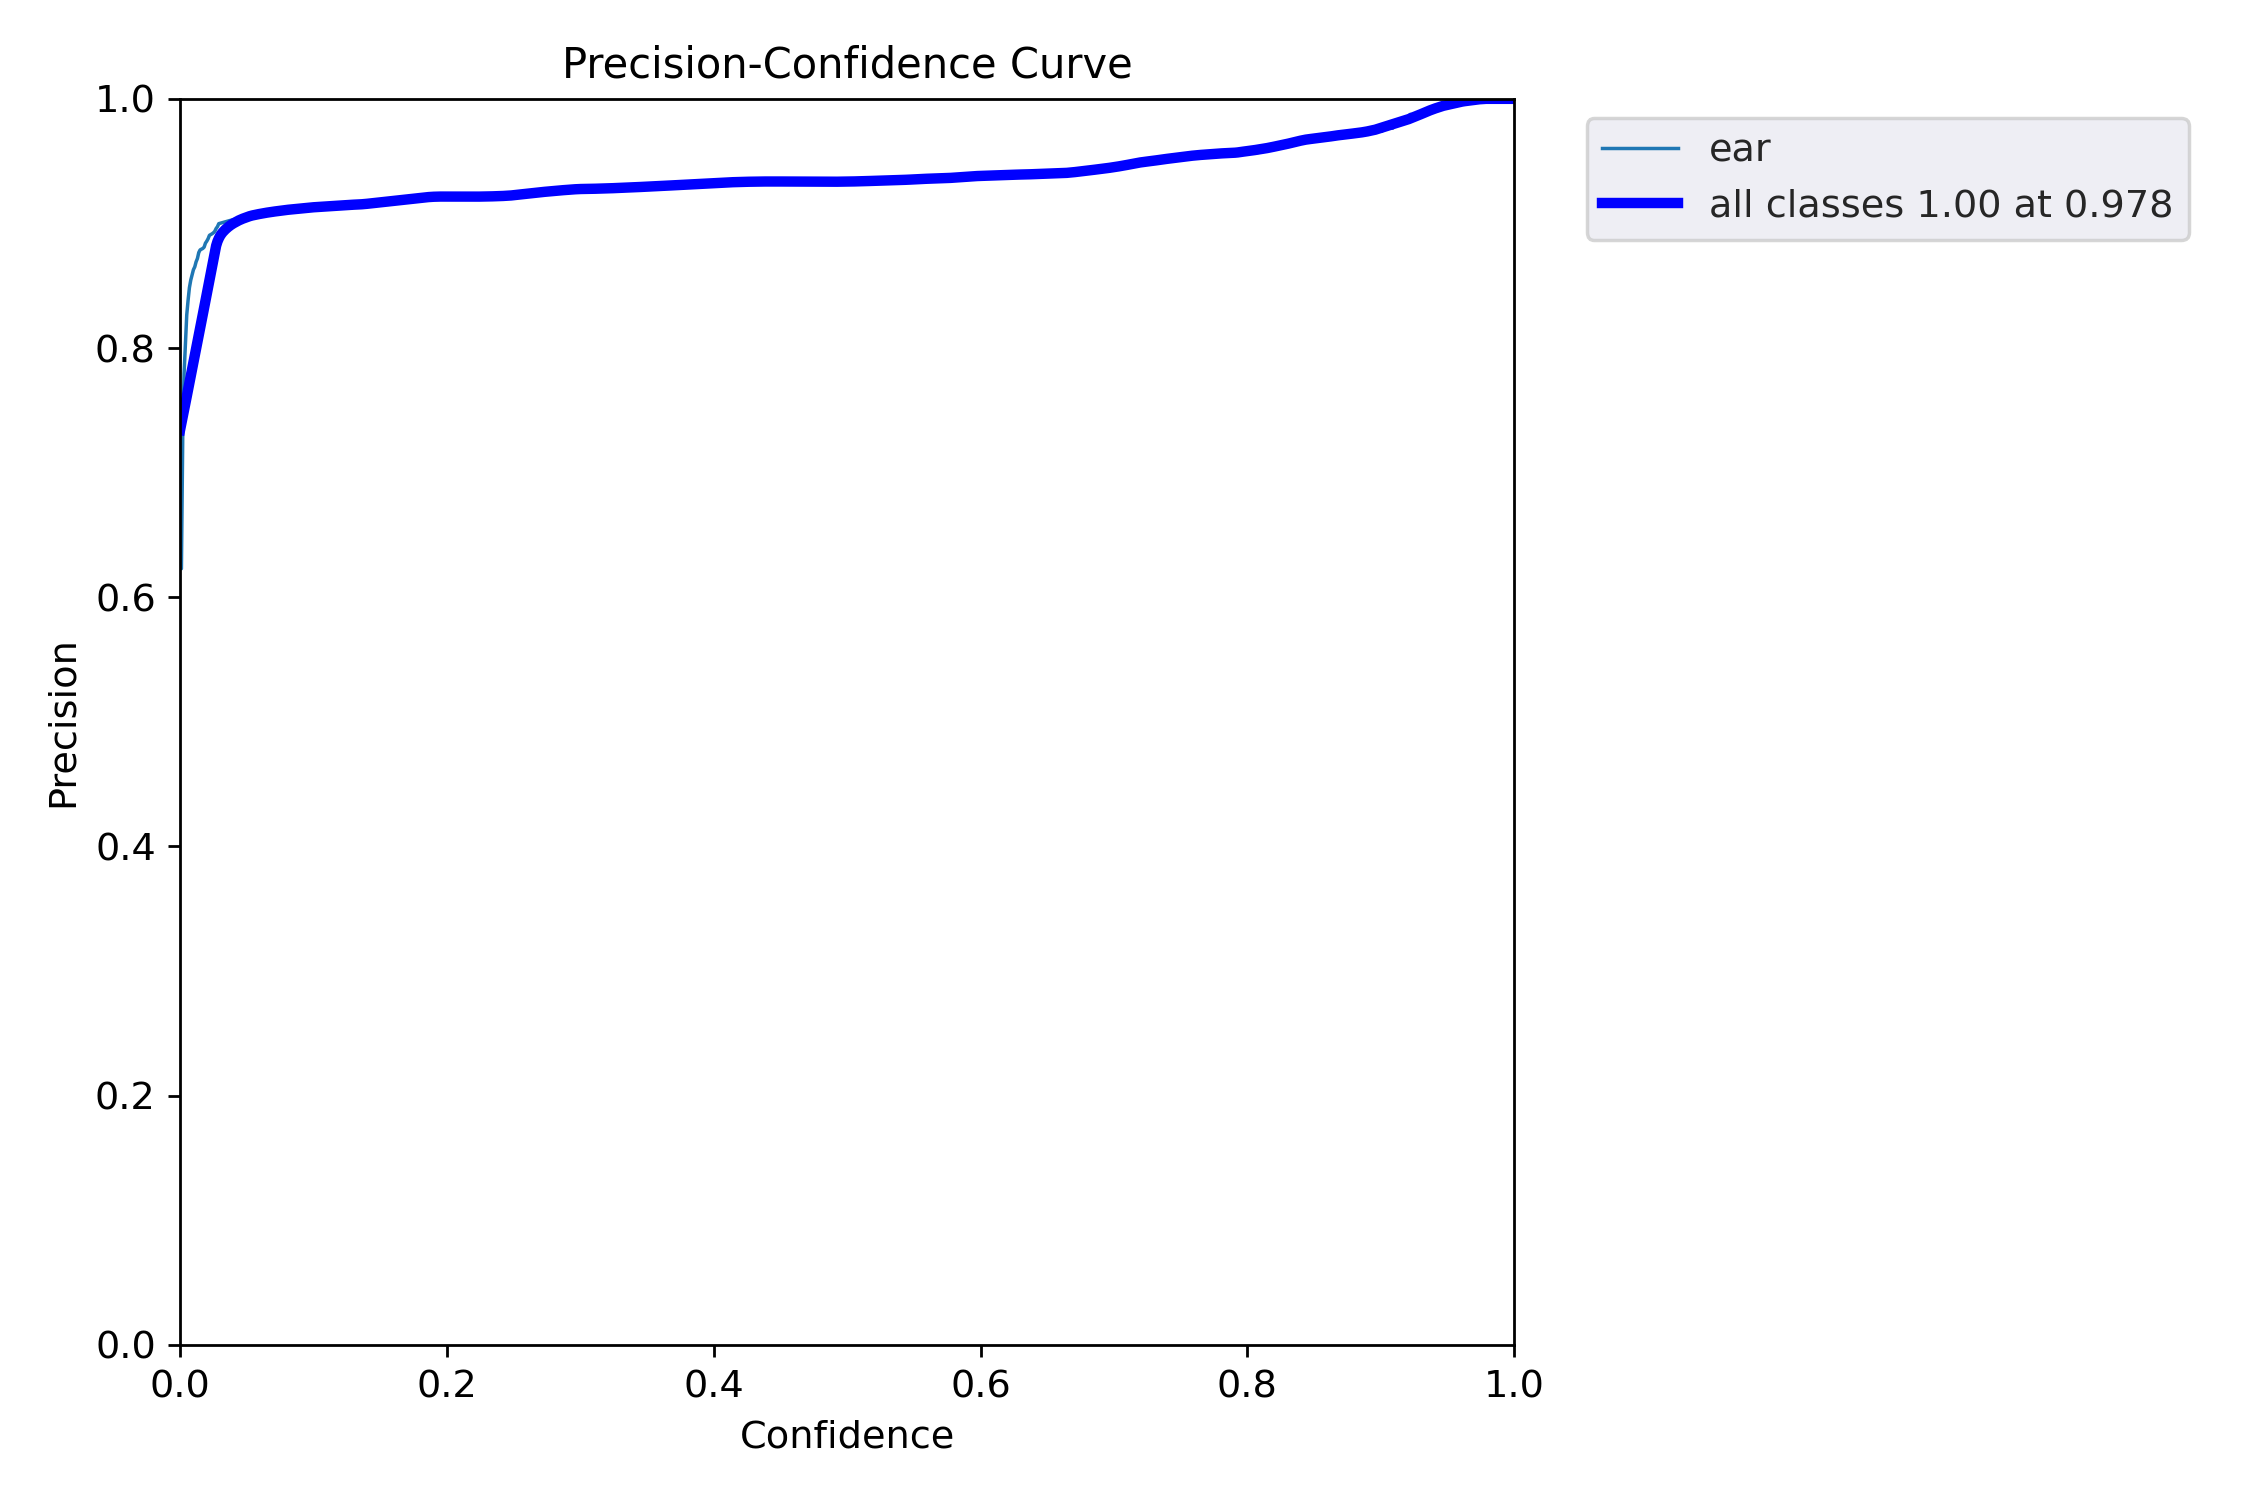 Precision-Confidence Curve
1.0
0.8
0.6
0.4
0.2
0.0
Precision
0.0 0.2 0.4 0.6 0.8 1.0
Confidence
ear
all classes 1.00 at 0.978